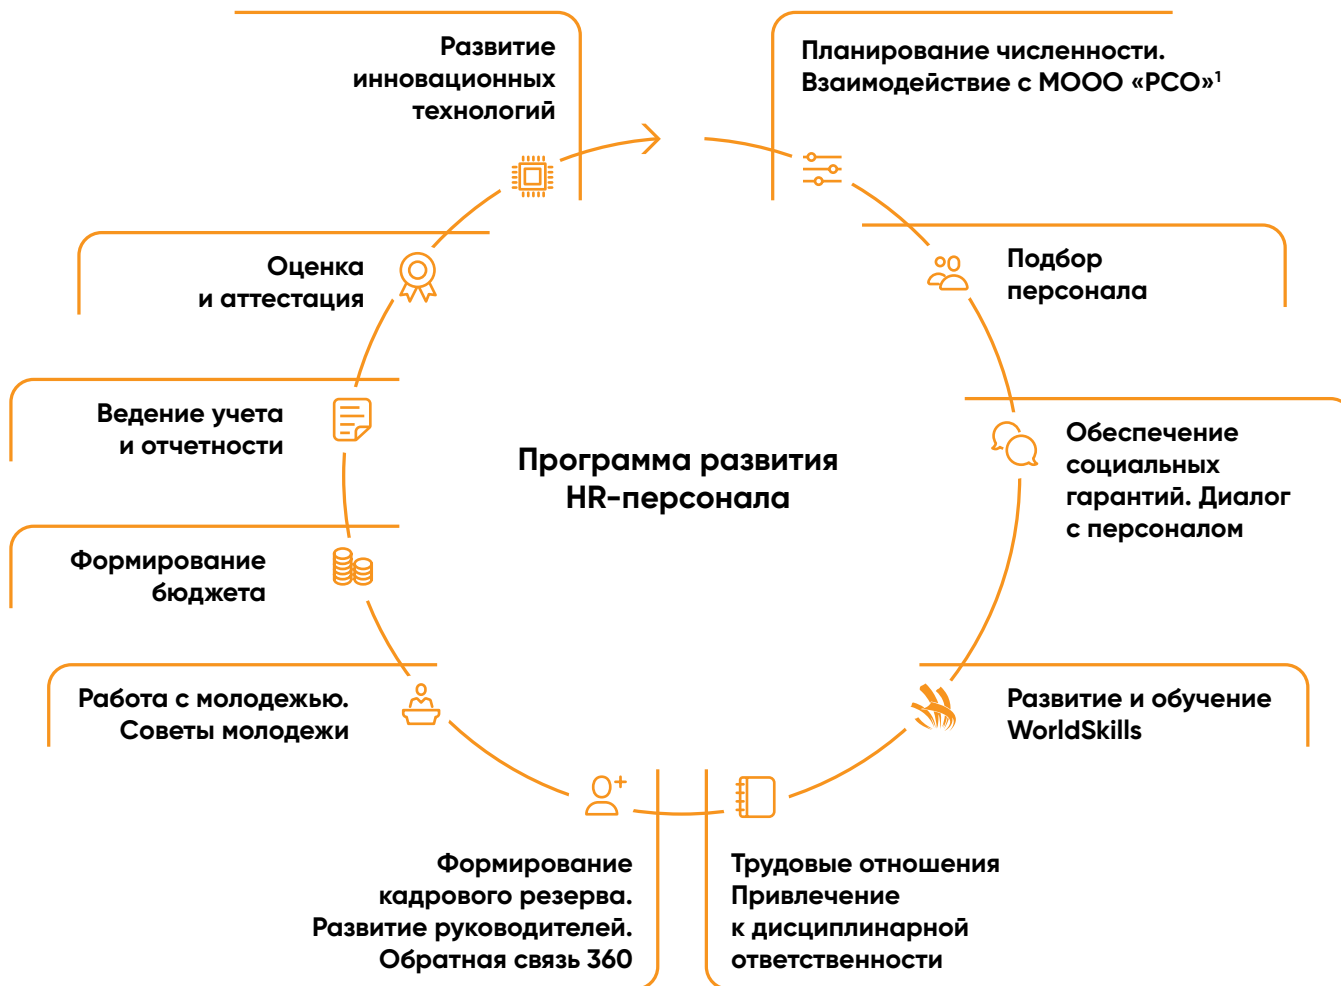 Развитие
инновационных
технологий
Планирование численности.
Взаимодействие с МООО «РСО»¹
Подбор
персонала
Обеспечение
социальных
гарантий. Диалог
с персоналом
Развитие и обучение
WorldSkills
Трудовые отношения
Привлечение
к дисциплинарной
ответственности
Формирование
кадрового резерва.
Развитие руководителей.
Обратная связь 360
Работа с молодежью.
Советы молодежи
Формирование
бюджета
Ведение учета
и отчетности
Оценка
и аттестация
Программа развития
HR-персонала